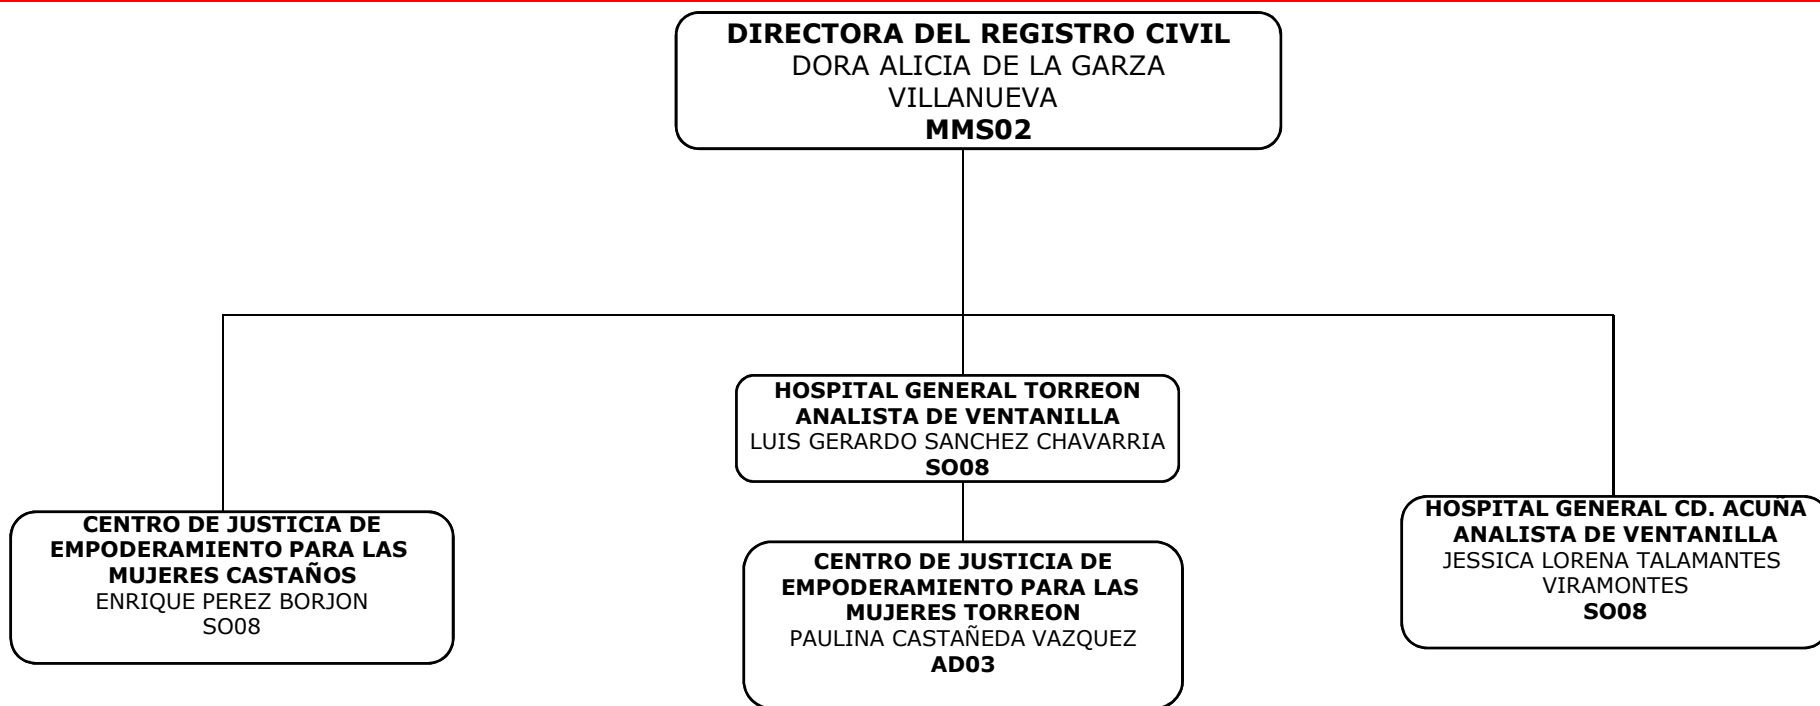 DIRECTORA DEL REGISTRO CIVIL
DORA ALICIA DE LA GARZA
VILLANUEVA
MMS02
HOSPITAL GENERAL TORREON
ANALISTA DE VENTANILLA
LUIS GERARDO SANCHEZ CHAVARRIA
SO08
CENTRO DE JUSTICIA DE
EMPODERAMIENTO PARA LAS
MUJERES CASTAÑOS
ENRIQUE PEREZ BORJON
SO08
CENTRO DE JUSTICIA DE
EMPODERAMIENTO PARA LAS
MUJERES TORREON
PAULINA CASTAÑEDA VAZQUEZ
AD03
HOSPITAL GENERAL CD. ACUÑA
ANALISTA DE VENTANILLA
JESSICA LORENA TALAMANTES
VIRAMONTES
SO08